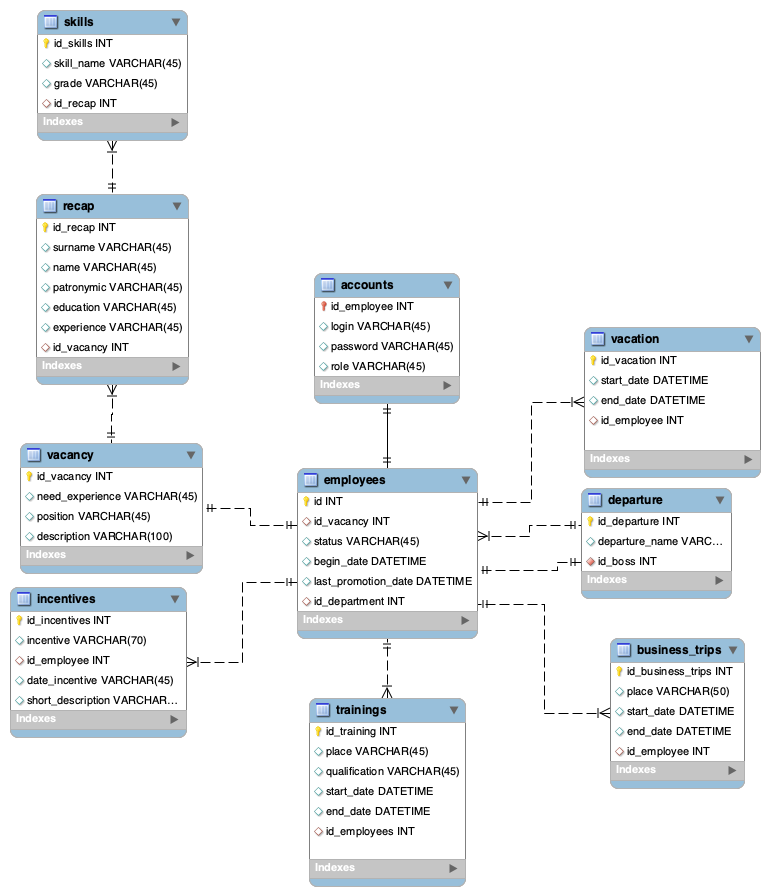 skills
id_skills INT
skill_name VARCHAR(45)
grade VARCHAR(45)
id_recap INT
Indexes
recap
id_recap INT
surname VARCHAR(45)
name VARCHAR(45)
patronymic VARCHAR(45)
education VARCHAR(45)
experience VARCHAR(45)
id_vacancy INT
Indexes
vacancy
id_vacancy INT
need_experience VARCHAR(45)
position VARCHAR(45)
description VARCHAR(100)
Indexes
incentives
id_incentives INT
incentive VARCHAR(70)
id_employee INT
date_incentive VARCHAR(45)
short_description VARCHAR...
Indexes
accounts
id_employee INT
login VARCHAR(45)
password VARCHAR(45)
role VARCHAR(45)
Indexes
employees
id INT
id_vacancy INT
status VARCHAR(45)
begin_date DATETIME
last_promotion_date DATETIME
id_department INT
Indexes
trainings
id_training INT
place VARCHAR(45)
qualification VARCHAR(45)
start_date DATETIME
end_date DATETIME
id_employees INT
Indexes
vacation
id_vacation INT
start_date DATETIME
end_date DATETIME
id_employee INT
Indexes
departure
id_departure INT
departure_name VARC...
id_boss INT
Indexes
business_trips
id_business_trips INT
place VARCHAR(50)
start_date DATETIME
end_date DATETIME
id_employee INT
Indexes